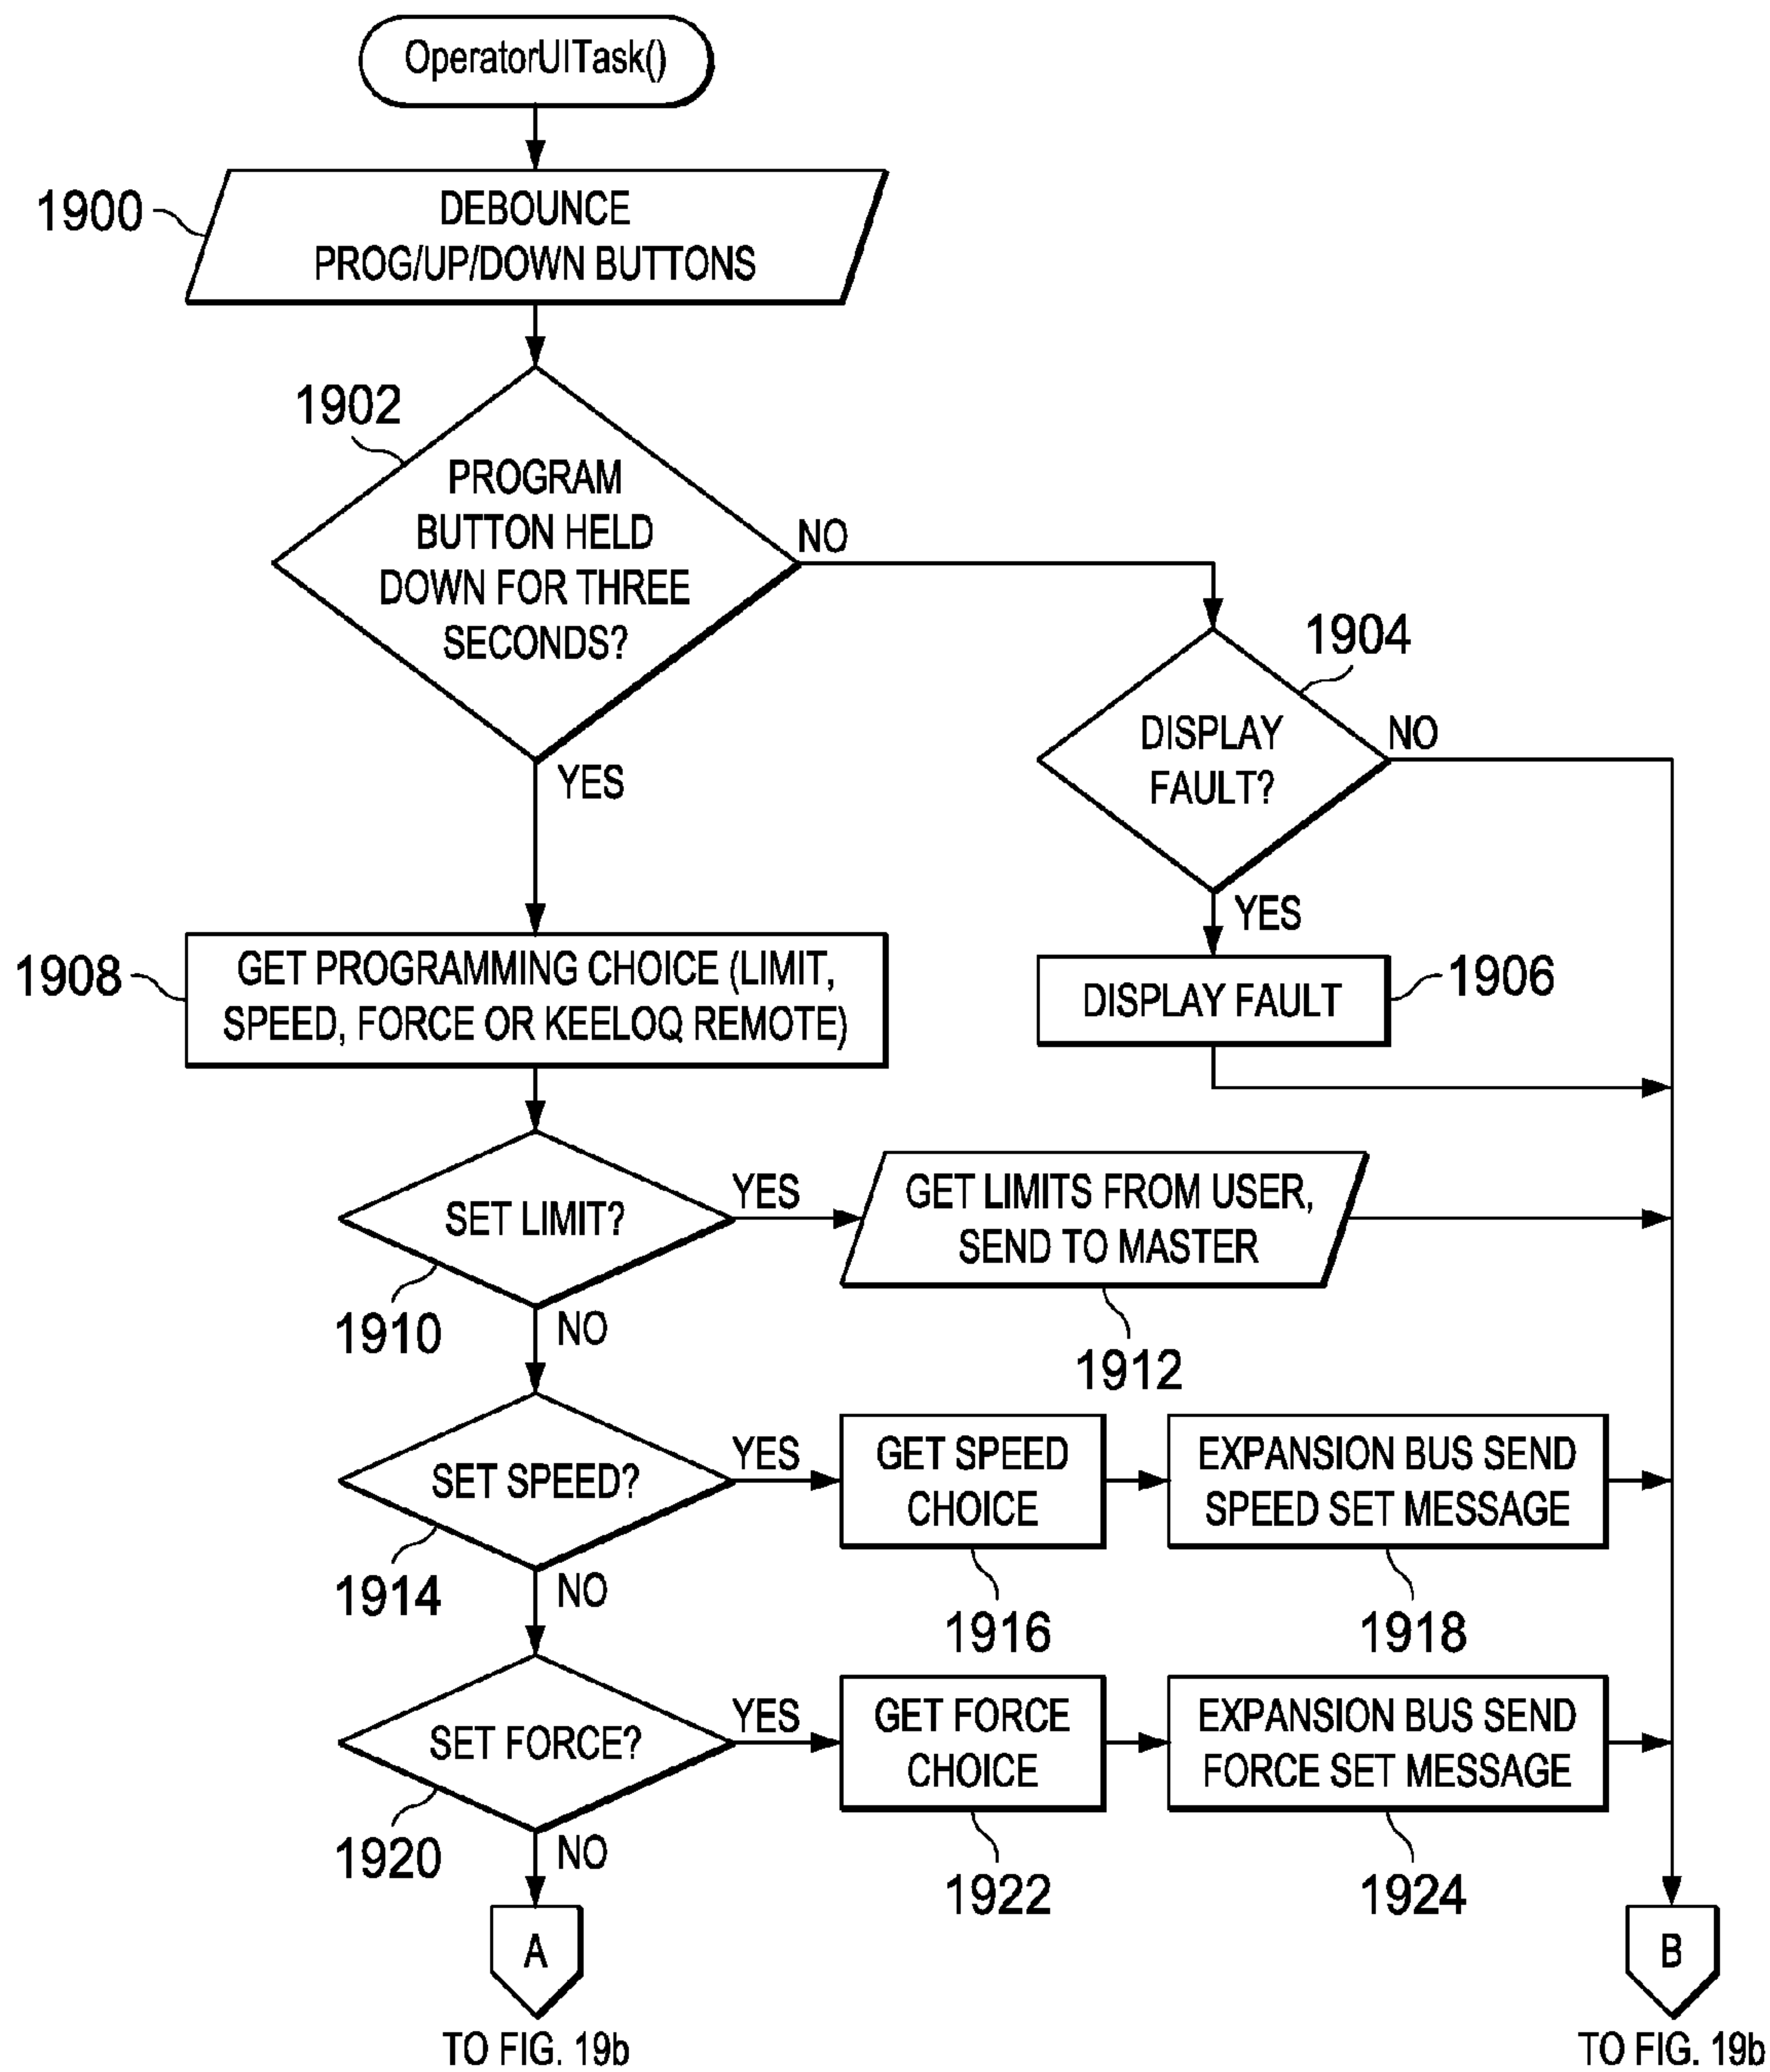 OperatorUITask()
1900
DEBOUNCE
PROG/UP/DOWN BUTTONS
1902
PROGRAM
BUTTON HELD
DOWN FOR THREE
SECONDS?
NO
YES
1904
DISPLAY
FAULT?
NO
YES
1906
DISPLAY FAULT
1908
GET PROGRAMMING CHOICE (LIMIT,
SPEED, FORCE OR KEELOQ REMOTE)
SET LIMIT?
YES
1910
NO
GET LIMITS FROM USER,
SEND TO MASTER
1912
SET SPEED?
YES
1914
NO
GET SPEED
CHOICE
1916
EXPANSION BUS SEND
SPEED SET MESSAGE
1918
SET FORCE?
YES
1920
NO
GET FORCE
CHOICE
1922
EXPANSION BUS SEND
FORCE SET MESSAGE
1924
A
TO FIG. 19b
B
TO FIG. 19b